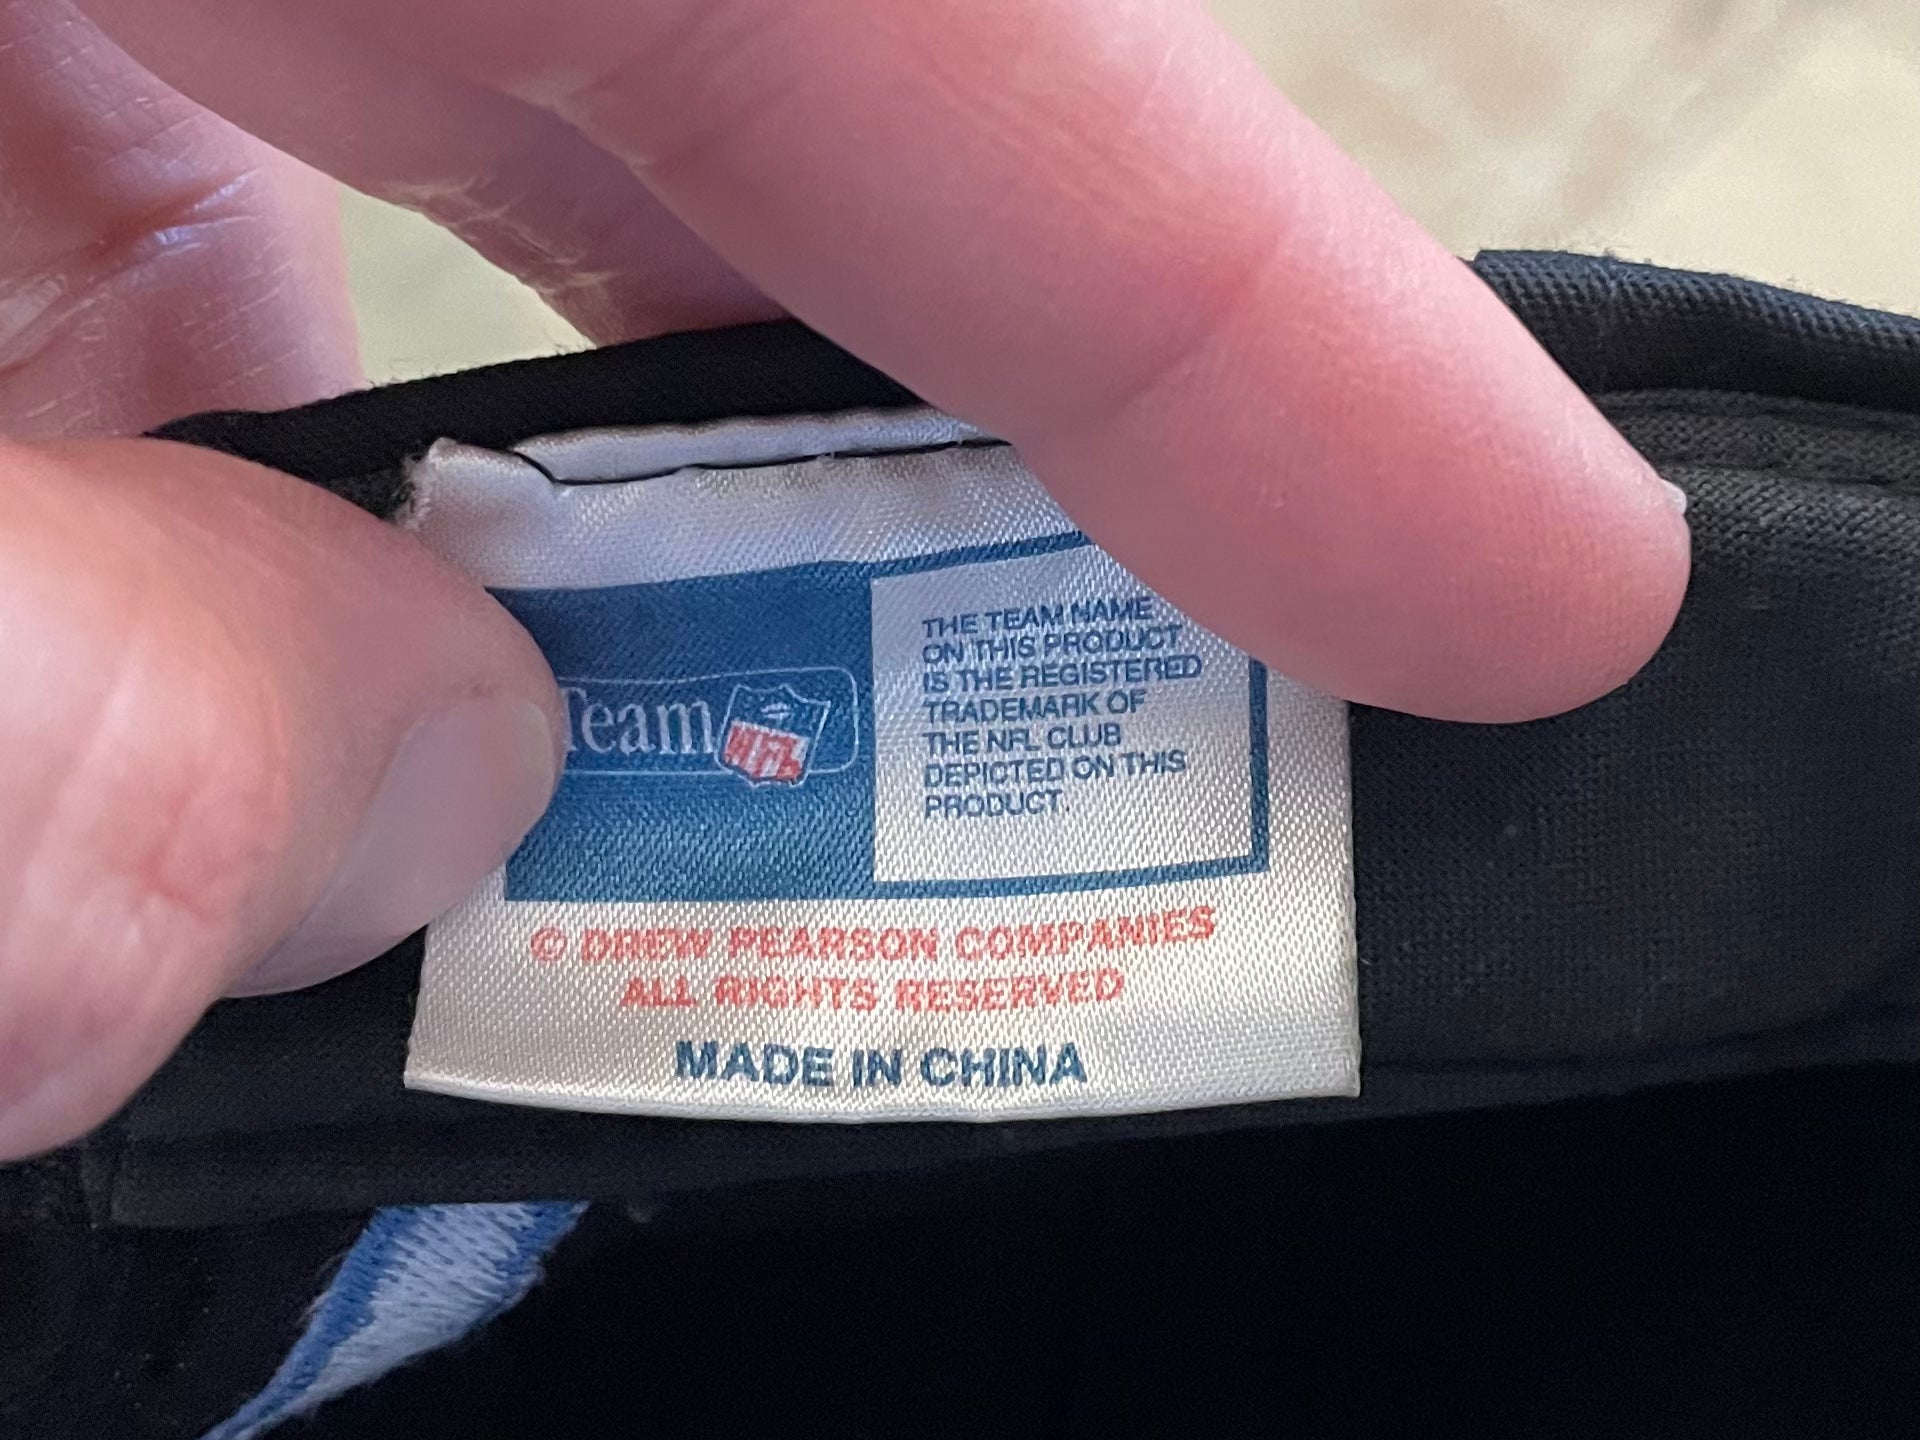 Team NFL
THE TEAM NAME
ON THIS PRODUCT
IS THE REGISTERED
TRADEMARK OF
THE NFL CLUB
DEPICTED ON THIS
PRODUCT.
© DREW PEARSON COMPANIES
ALL RIGHTS RESERVED
MADE IN CHINA